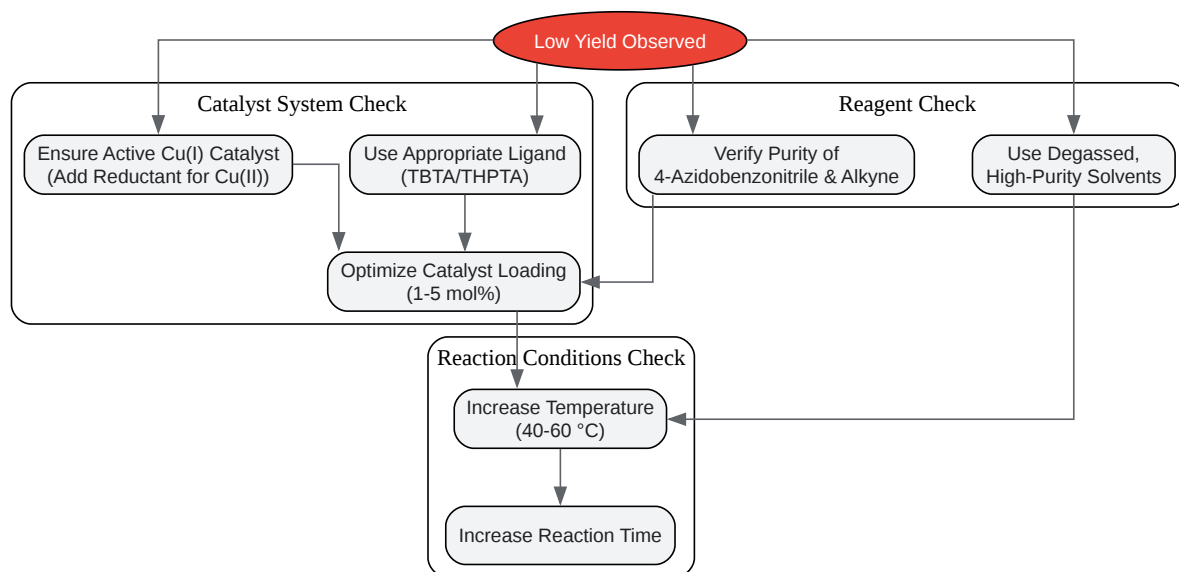 Low Yield Observed
Catalyst System Check
Reagent Check
Ensure Active Cu(I) Catalyst
(Add Reductant for Cu(II))
Use Appropriate Ligand
(TBTA/THPTA)
Verify Purity of
4-Azidobenzonitrile & Alkyne
Use Degassed,
High-Purity Solvents
Optimize Catalyst Loading
(1-5 mol%)
Reaction Conditions Check
Increase Temperature
(40-60 °C)
Increase Reaction Time